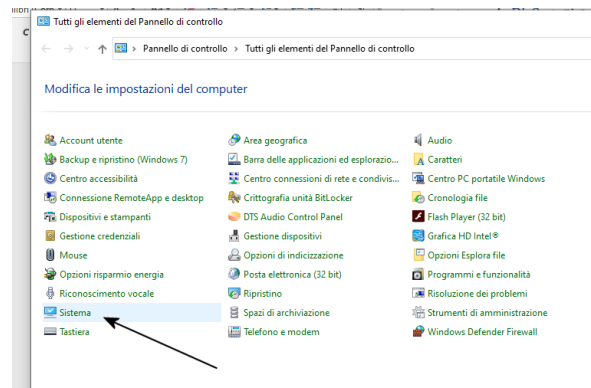 Tutti gli elementi del Pannello di controllo
Pannello di controllo > Tutti gli elementi del Pannello di controllo
Modifica le impostazioni del computer
Account utente
Area geografica
Audio
Backup e ripristino (Windows 7)
Barra delle applicazioni ed esplorazio...
Caratteri
Centro accessibilità
Centro connessioni di rete e condivis...
Centro PC portatile Windows
Connessione RemoteApp e desktop
Crittografia unità BitLocker
Cronologia file
Dispositivi e stampanti
DTS Audio Control Panel
Flash Player (32 bit)
Gestione credenziali
Gestione dispositivi
Grafica HD Intel®
Mouse
Opzioni di indicizzazione
Opzioni Esplora file
Opzioni risparmio energia
Posta elettronica (32 bit)
Programmi e funzionalità
Riconoscimento vocale
Ripristino
Risoluzione dei problemi
Sistema
Spazi di archiviazione
Strumenti di amministrazione
Tastiera
Telefono e modem
Windows Defender Firewall